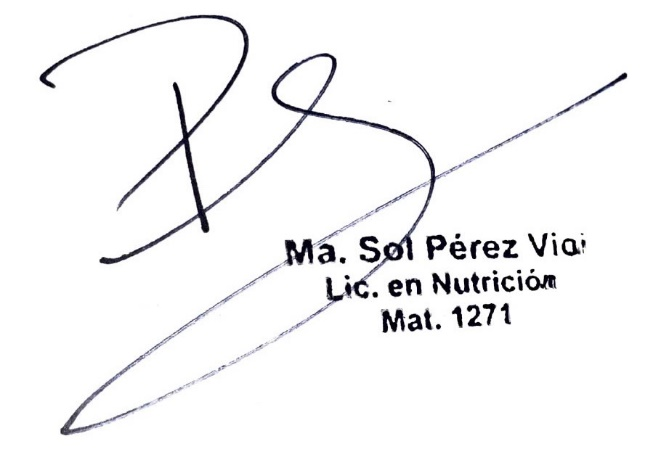 Ma. Sol Pérez
Lic. en Nutrición
Mat. 1271